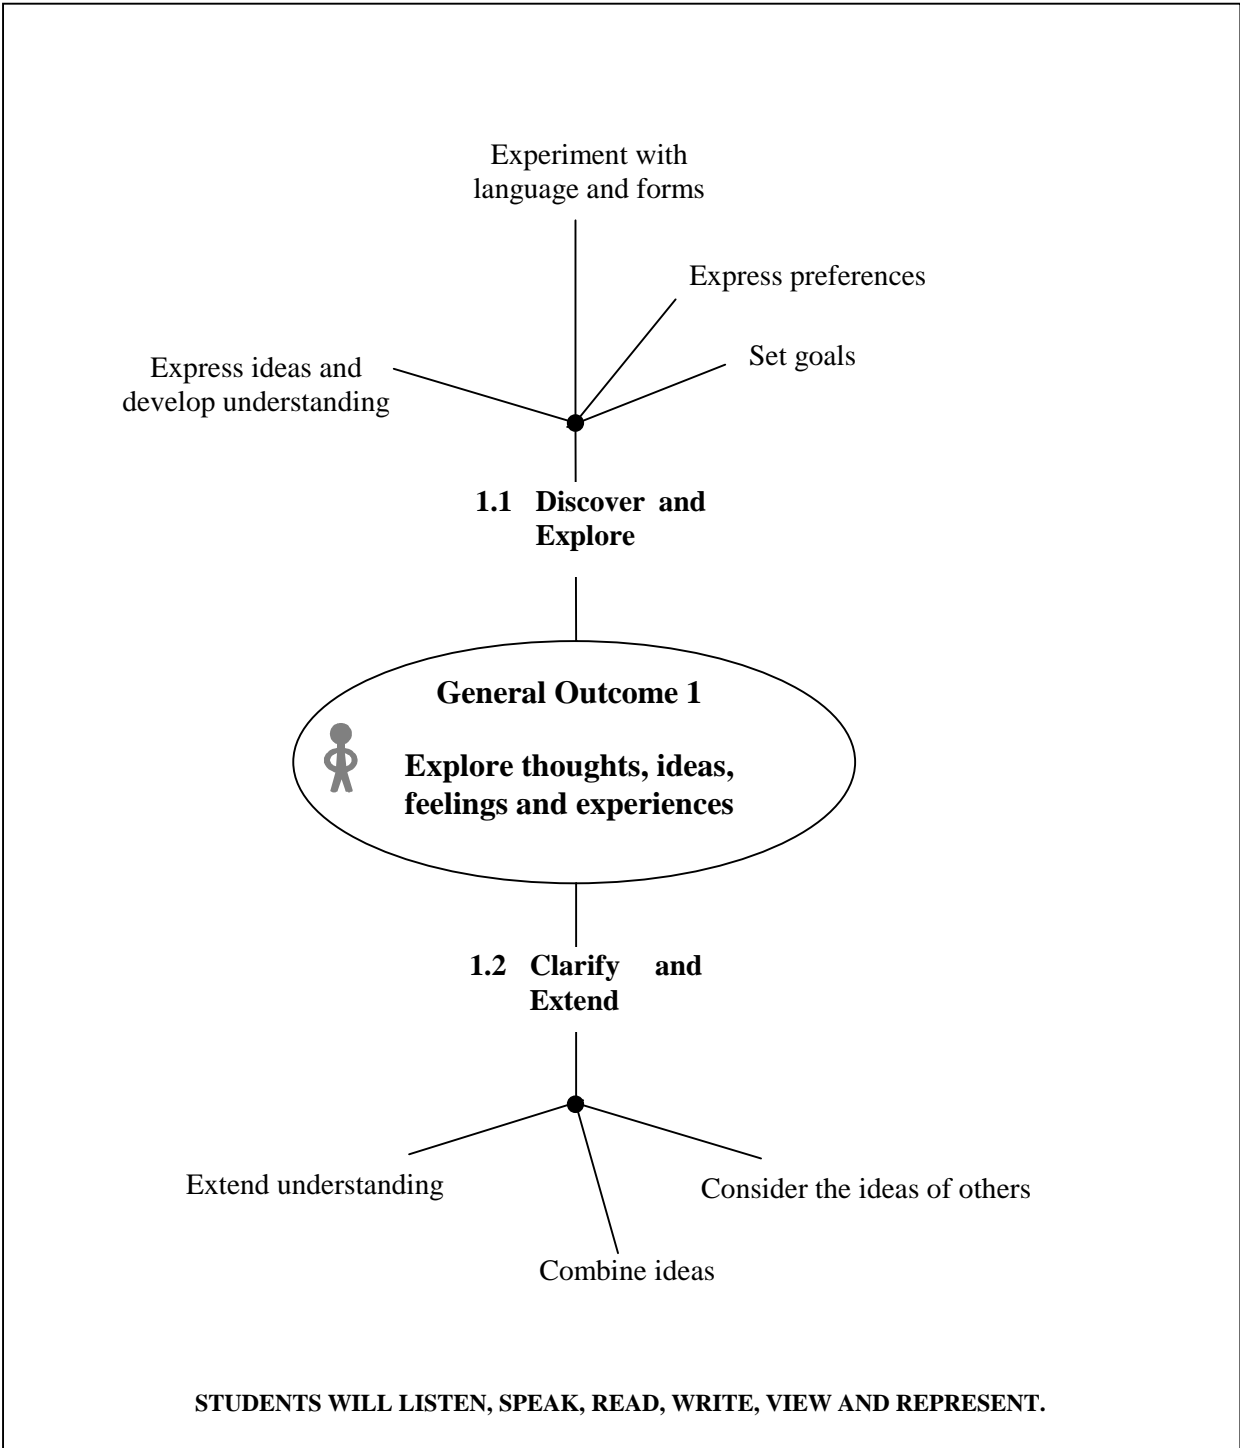 Experiment with
language and forms
Express preferences
Set goals
Express ideas and
develop understanding
1.1 Discover and
Explore
General Outcome 1
Explore thoughts, ideas,
feelings and experiences
1.2 Clarify and
Extend
Extend understanding
Consider the ideas of others
Combine ideas
STUDENTS WILL LISTEN, SPEAK, READ, WRITE, VIEW AND REPRESENT.